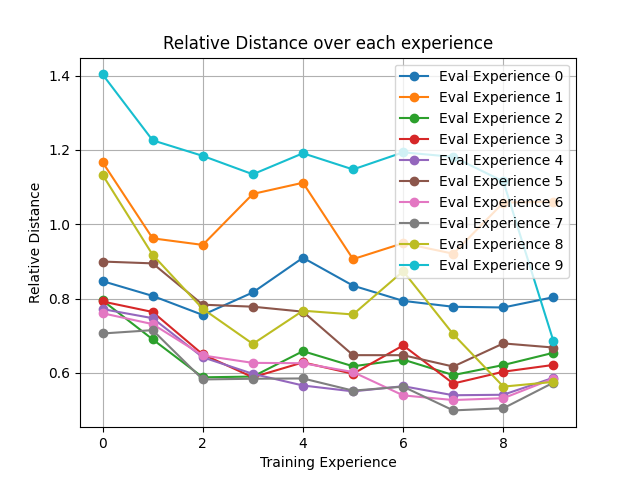 Relative Distance over each experience
Relative Distance
1.4
1.2
1.0
0.8
0.6
0
2
4
6
8
Training Experience
Eval Experience 0
Eval Experience 1
Eval Experience 2
Eval Experience 3
Eval Experience 4
Eval Experience 5
Eval Experience 6
Eval Experience 7
Eval Experience 8
Eval Experience 9